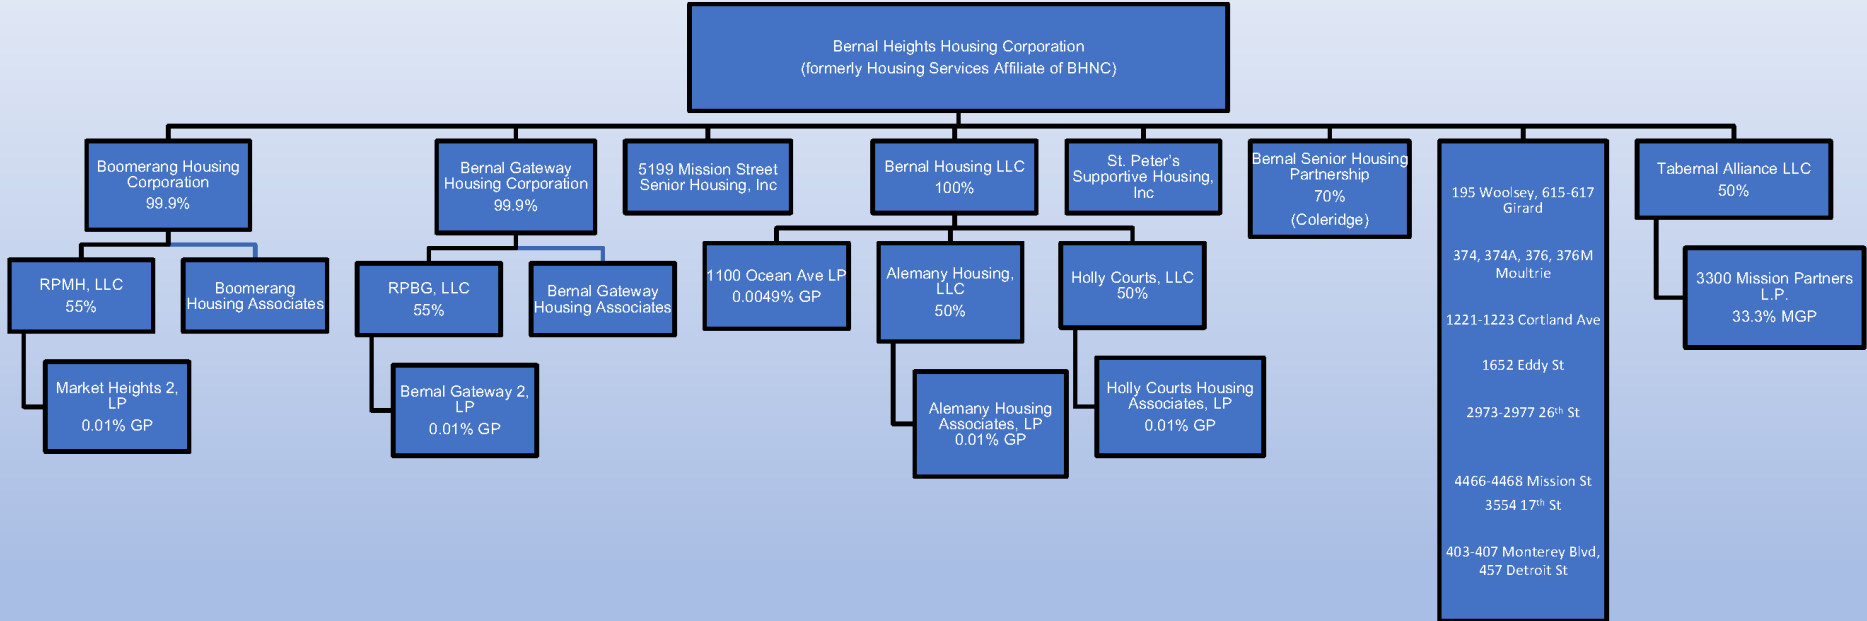 Bernal Heights Housing Corporation
(formerly Housing Services Affiliate of BHNC)
Boomerang Housing
Corporation
99.9%
Bernal Gateway
Housing Corporation
99.9%
5199 Mission Street
Senior Housing, Inc
Bernal Housing LLC
100%
St. Peter's
Supportive Housing,
Inc
Bernal Senior Housing
Partnership
70%
(Coleridge)
195 Woolsey, 615-617
Girard
374, 374A, 376, 376M
Moultrie
1221-1223 Cortland Ave
1652 Eddy St
2973-2977 26th St
4466-4468 Mission St
3554 17th St
403-407 Monterey Blvd,
457 Detroit St
Tabernal Alliance LLC
50%
RPMH, LLC
55%
Boomerang
Housing Associates
RPBG, LLC
55%
Bernal Gateway
Housing Associates
1100 Ocean Ave LP
0.0049% GP
Alemany Housing,
LLC
50%
Holly Courts, LLC
50%
3300 Mission Partners
L.P.
33.3% MGP
Market Heights 2,
LP
0.01% GP
Bernal Gateway 2,
LP
0.01% GP
Alemany Housing
Associates, LP
0.01% GP
Holly Courts Housing
Associates, LP
0.01% GP